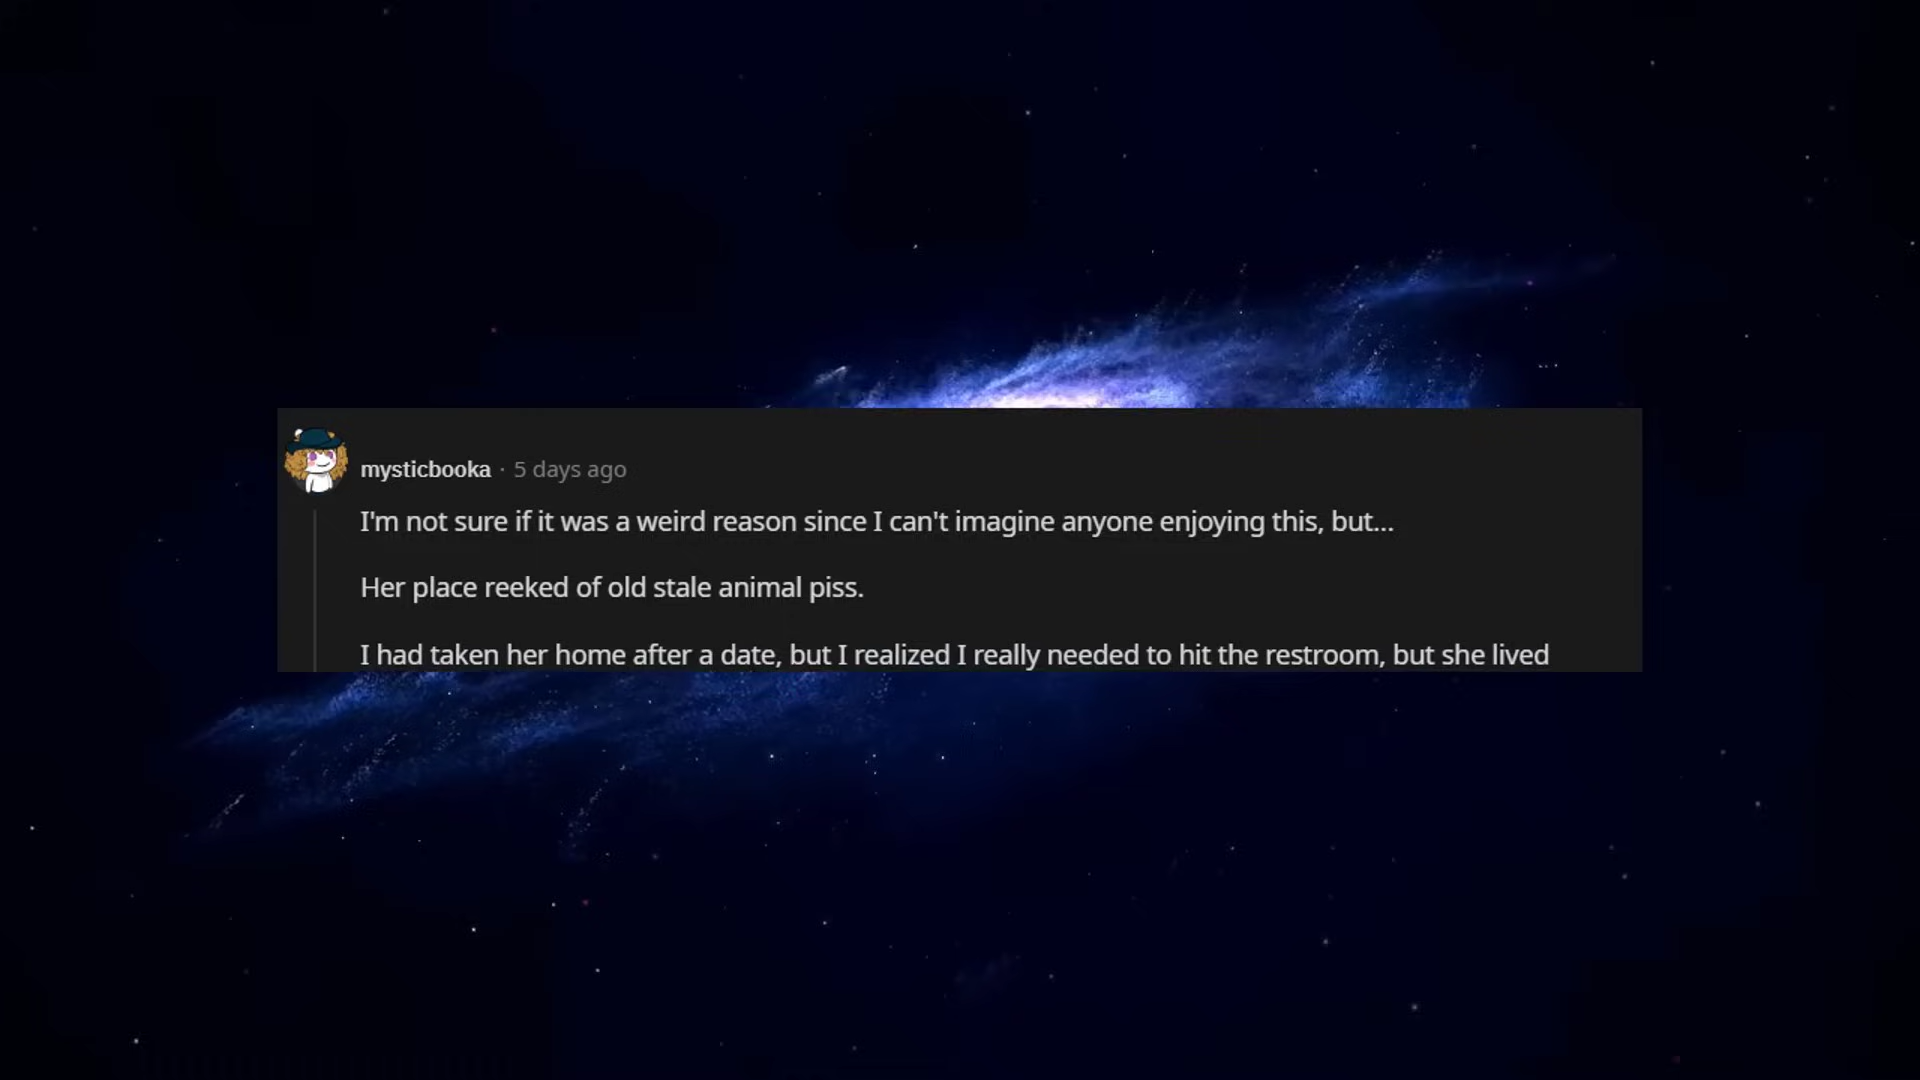 mysticbooka · 5 days ago
I'm not sure if it was a weird reason since I can't imagine anyone enjoying this, but...
Her place reeked of old stale animal piss.
I had taken her home after a date, but I realized I really needed to hit the restroom, but she lived